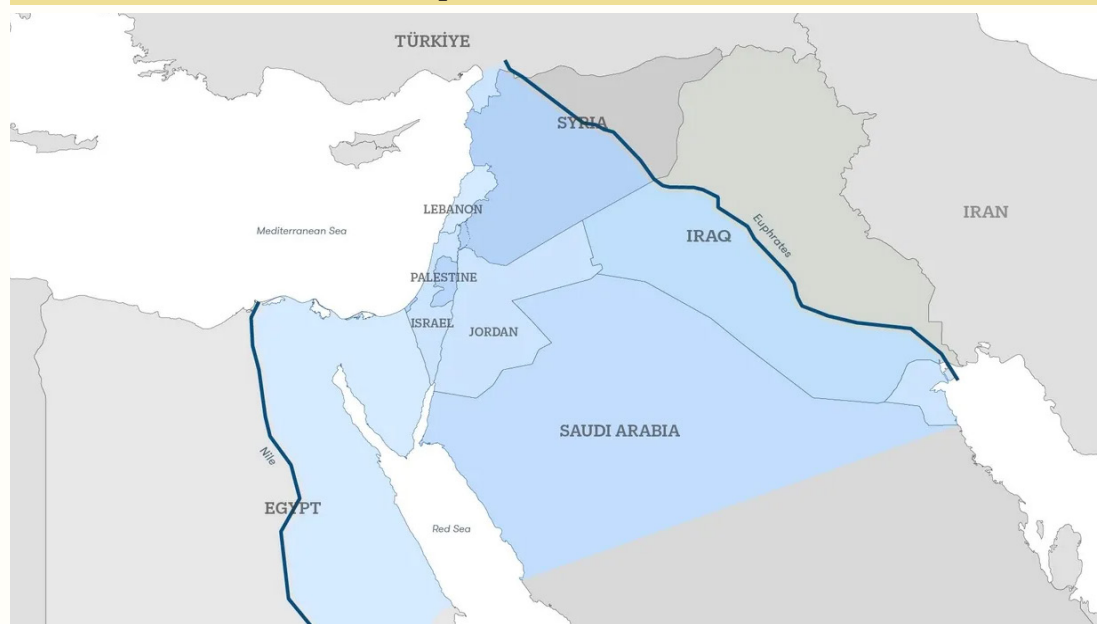 TÜRKİYE
SYRIA
LEBANON
Mediterranean Sea
IRAN
IRAQ
Euphrates
PALESTINE
ISRAEL
JORDAN
SAUDI ARABIA
Nile
EGYPT
Red Sea